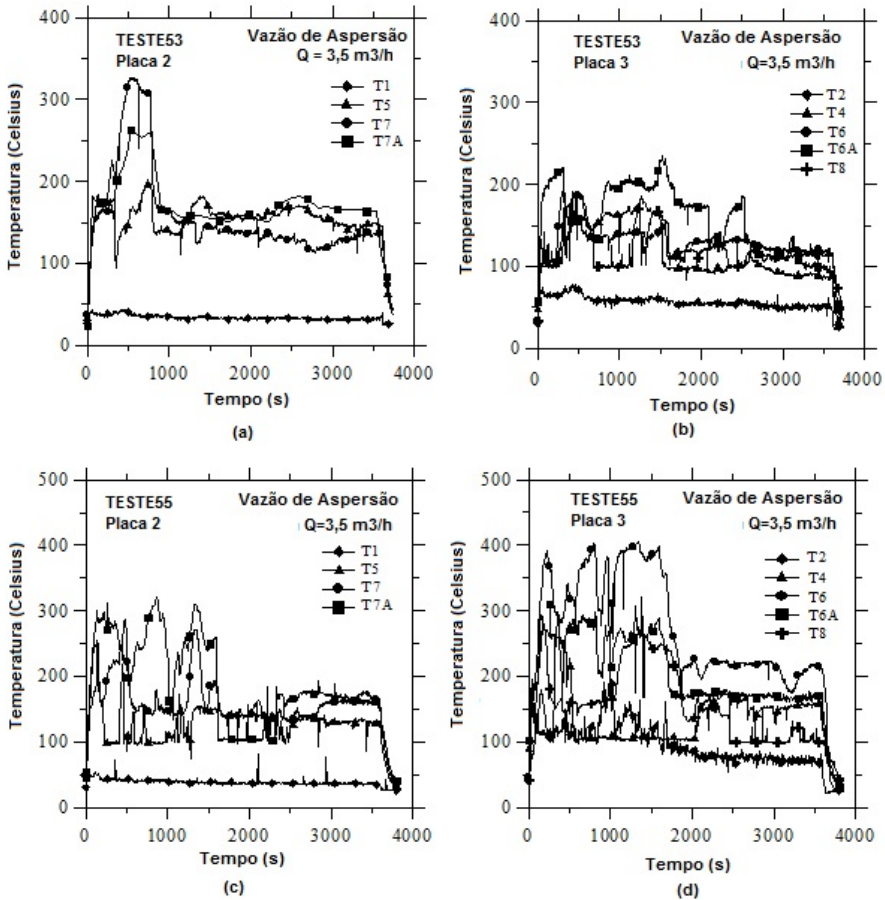 TESTE53
Placa 2
Vazão de Aspersão
Q = 3,5 m3/h
T1
T5
T7
T7A
Temperatura (Celsius)
400
300
200
100
0
0
1000
2000
3000
4000
Tempo (s)
(a)
TESTE53
Placa 3
Vazão de Aspersão
Q=3,5 m3/h
T2
T4
T6
T6A
T8
Temperatura (Celsius)
400
300
200
100
0
0
1000
2000
3000
4000
Tempo (s)
(b)
TESTE55
Placa 2
Vazão de Aspersão
Q=3,5 m3/h
T1
T5
T7
T7A
Temperatura (Celsius)
500
400
300
200
100
0
0
1000
2000
3000
4000
Tempo (s)
(c)
TESTE55
Placa 3
Vazão de Aspersão
Q=3,5 m3/h
T2
T4
T6
T6A
T8
Temperatura (Celsius)
500
400
300
200
100
0
0
1000
2000
3000
4000
Tempo (s)
(d)